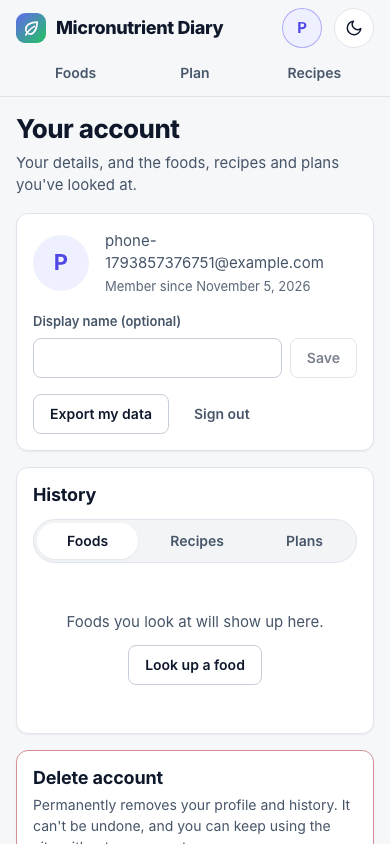 Micronutrient Diary
P
Foods
Plan
Recipes
Your account
Your details, and the foods, recipes and plans
you've looked at.
P
phone-
1793857376751@example.com
Member since November 5, 2026
Display name (optional)
Save
Export my data
Sign out
History
Foods
Recipes
Plans
Foods you look at will show up here.
Look up a food
Delete account
Permanently removes your profile and history. It
can't be undone, and you can keep using the